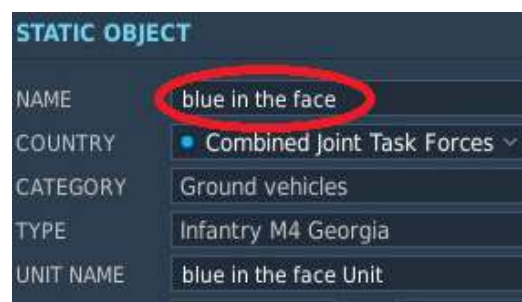 STATIC OBJECT
NAME blue in the face
COUNTRY Combined Joint Task Forces
CATEGORY Ground vehicles
TYPE Infantry M4 Georgia
UNIT NAME blue in the face Unit